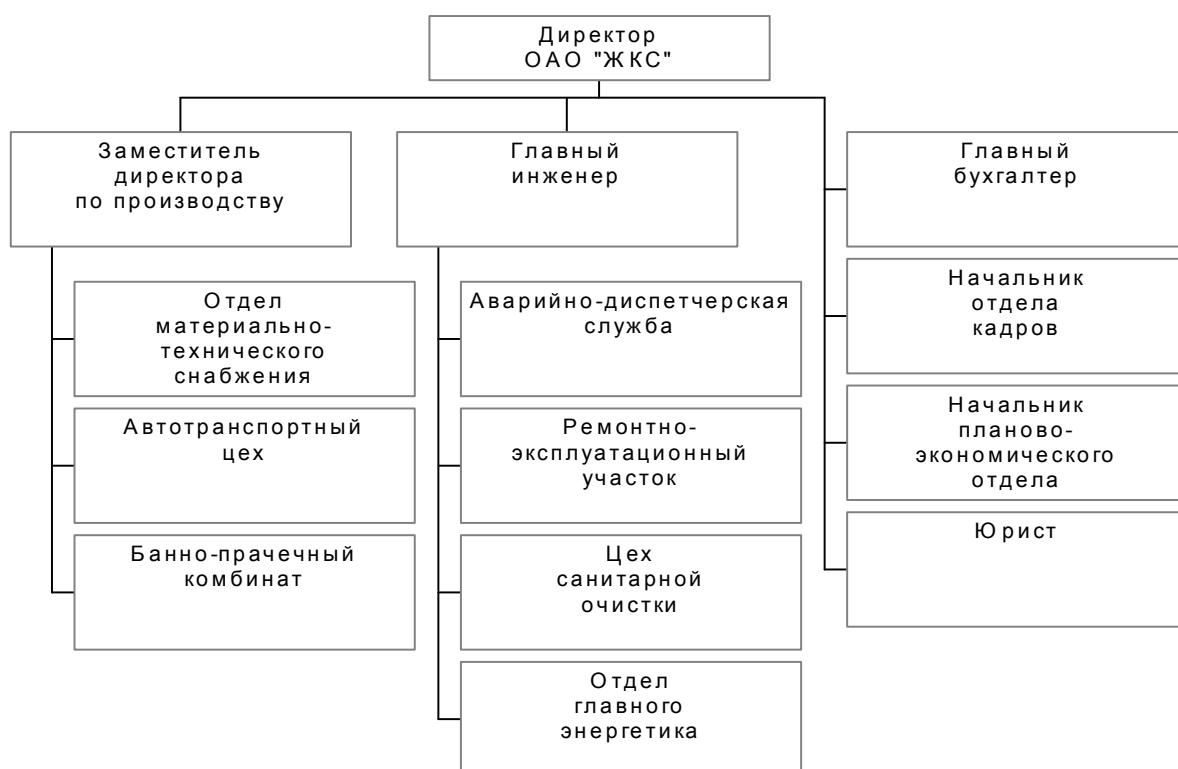 Директор
ОАО "ЖКС"
Заместитель
директора
по производству
Главный
инженер
Главный
бухгалтер
Отдел
материально-
технического
снабжения
Аварийно-диспетчерская
служба
Начальник
отдела
кадров
Автотранспортный
цех
Ремонтно-
эксплуатационный
участок
Начальник
планово-
экономического
отдела
Банно-прачечный
комбинат
Цех
санитарной
очистки
Юрист
Отдел
главного
энергетика